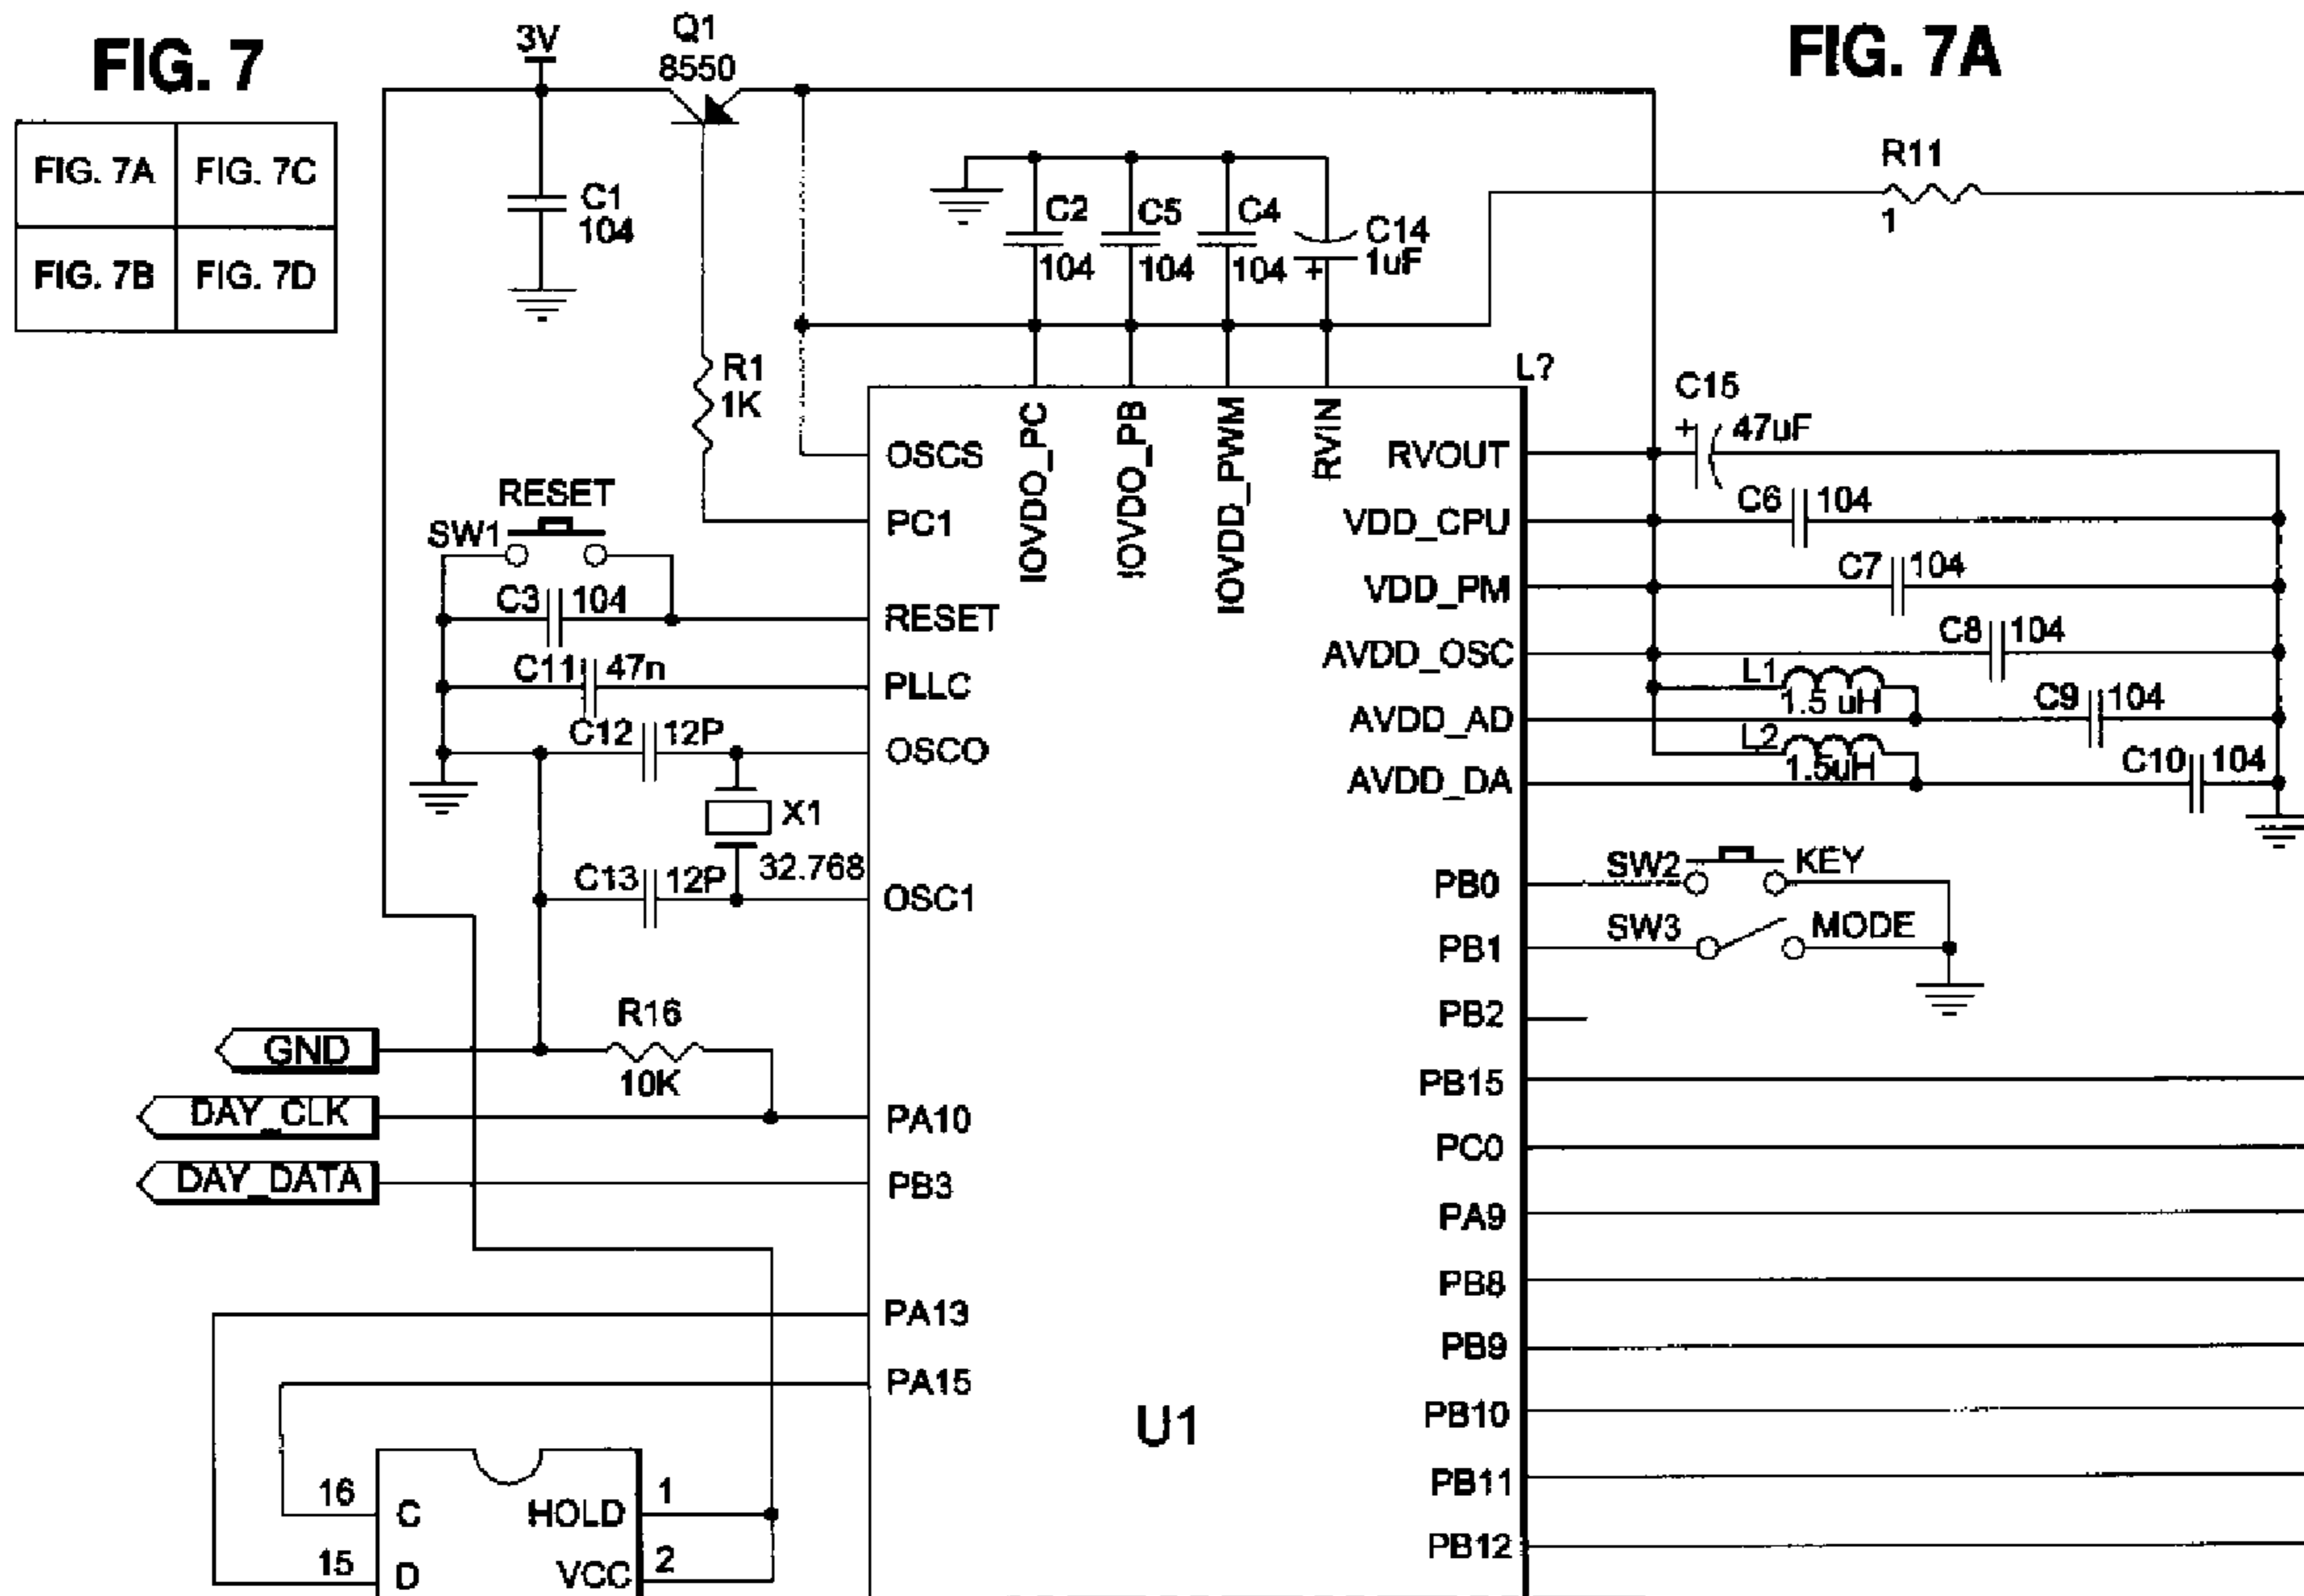 FIG. 7
3V
Q1
8550
FIG. 7A
FIG. 7A FIG. 7C
FIG. 7B FIG. 7D
C1
104
C2
104
C5
104
C4
104
C14
+ 1uF
R11
1
R1
1K
L?
C15
+ 47uF
OSCS
IOVDO_PC
IOVDO_PB
IOVDD_PWM
RVIN
RVOUT
RESET
SW1
PC1
C6 104
VDD_CPU
C3 104
RESET
C7 104
VDD_PM
C11 47n
PLLC
C8 104
AVDD_OSC
L1
1.5 uH
C9 104
AVDD_AD
C12 12P
OSCO
L2
1.5uH
C10 104
AVDD_DA
X1
32.768
C13 12P
OSC1
PB0
SW2 KEY
PB1
SW3 MODE
PB2
R16
10K
GND
PB15
DAY_CLK
PA10
PC0
DAY_DATA
PB3
PA9
PB8
PA13
PB9
PA15
U1
PB10
PB11
PB12
16 C HOLD 1
15 D VCC 2